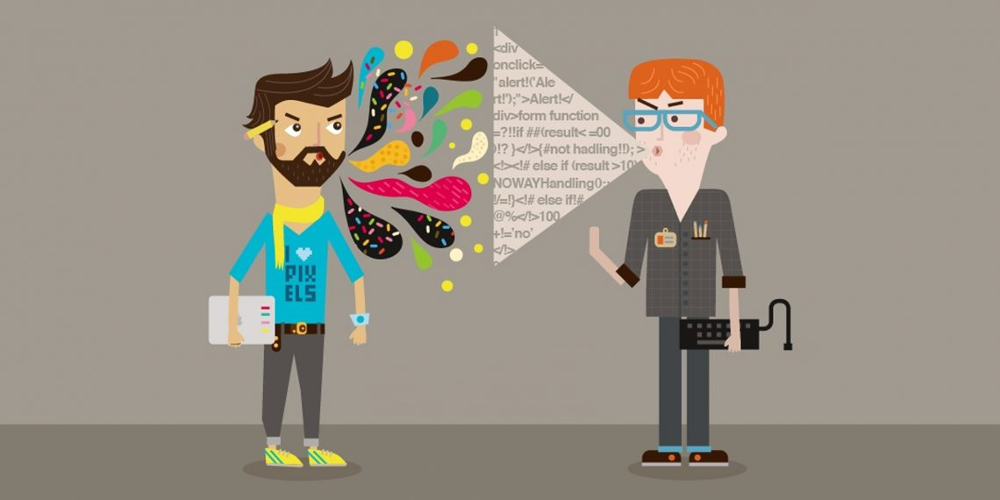 I
PIX
ELS
<div
onclick=
"alert!('Ale
rt!');">Alert!</
div>form function
=?!!if ##(result< =00
)!? }</!>{#not hadling!!); >
<!><!# else if (result >10)
NOWAYHandling();
!/=!}<!# else if!#
@%</!>100
+!='no'
</!>